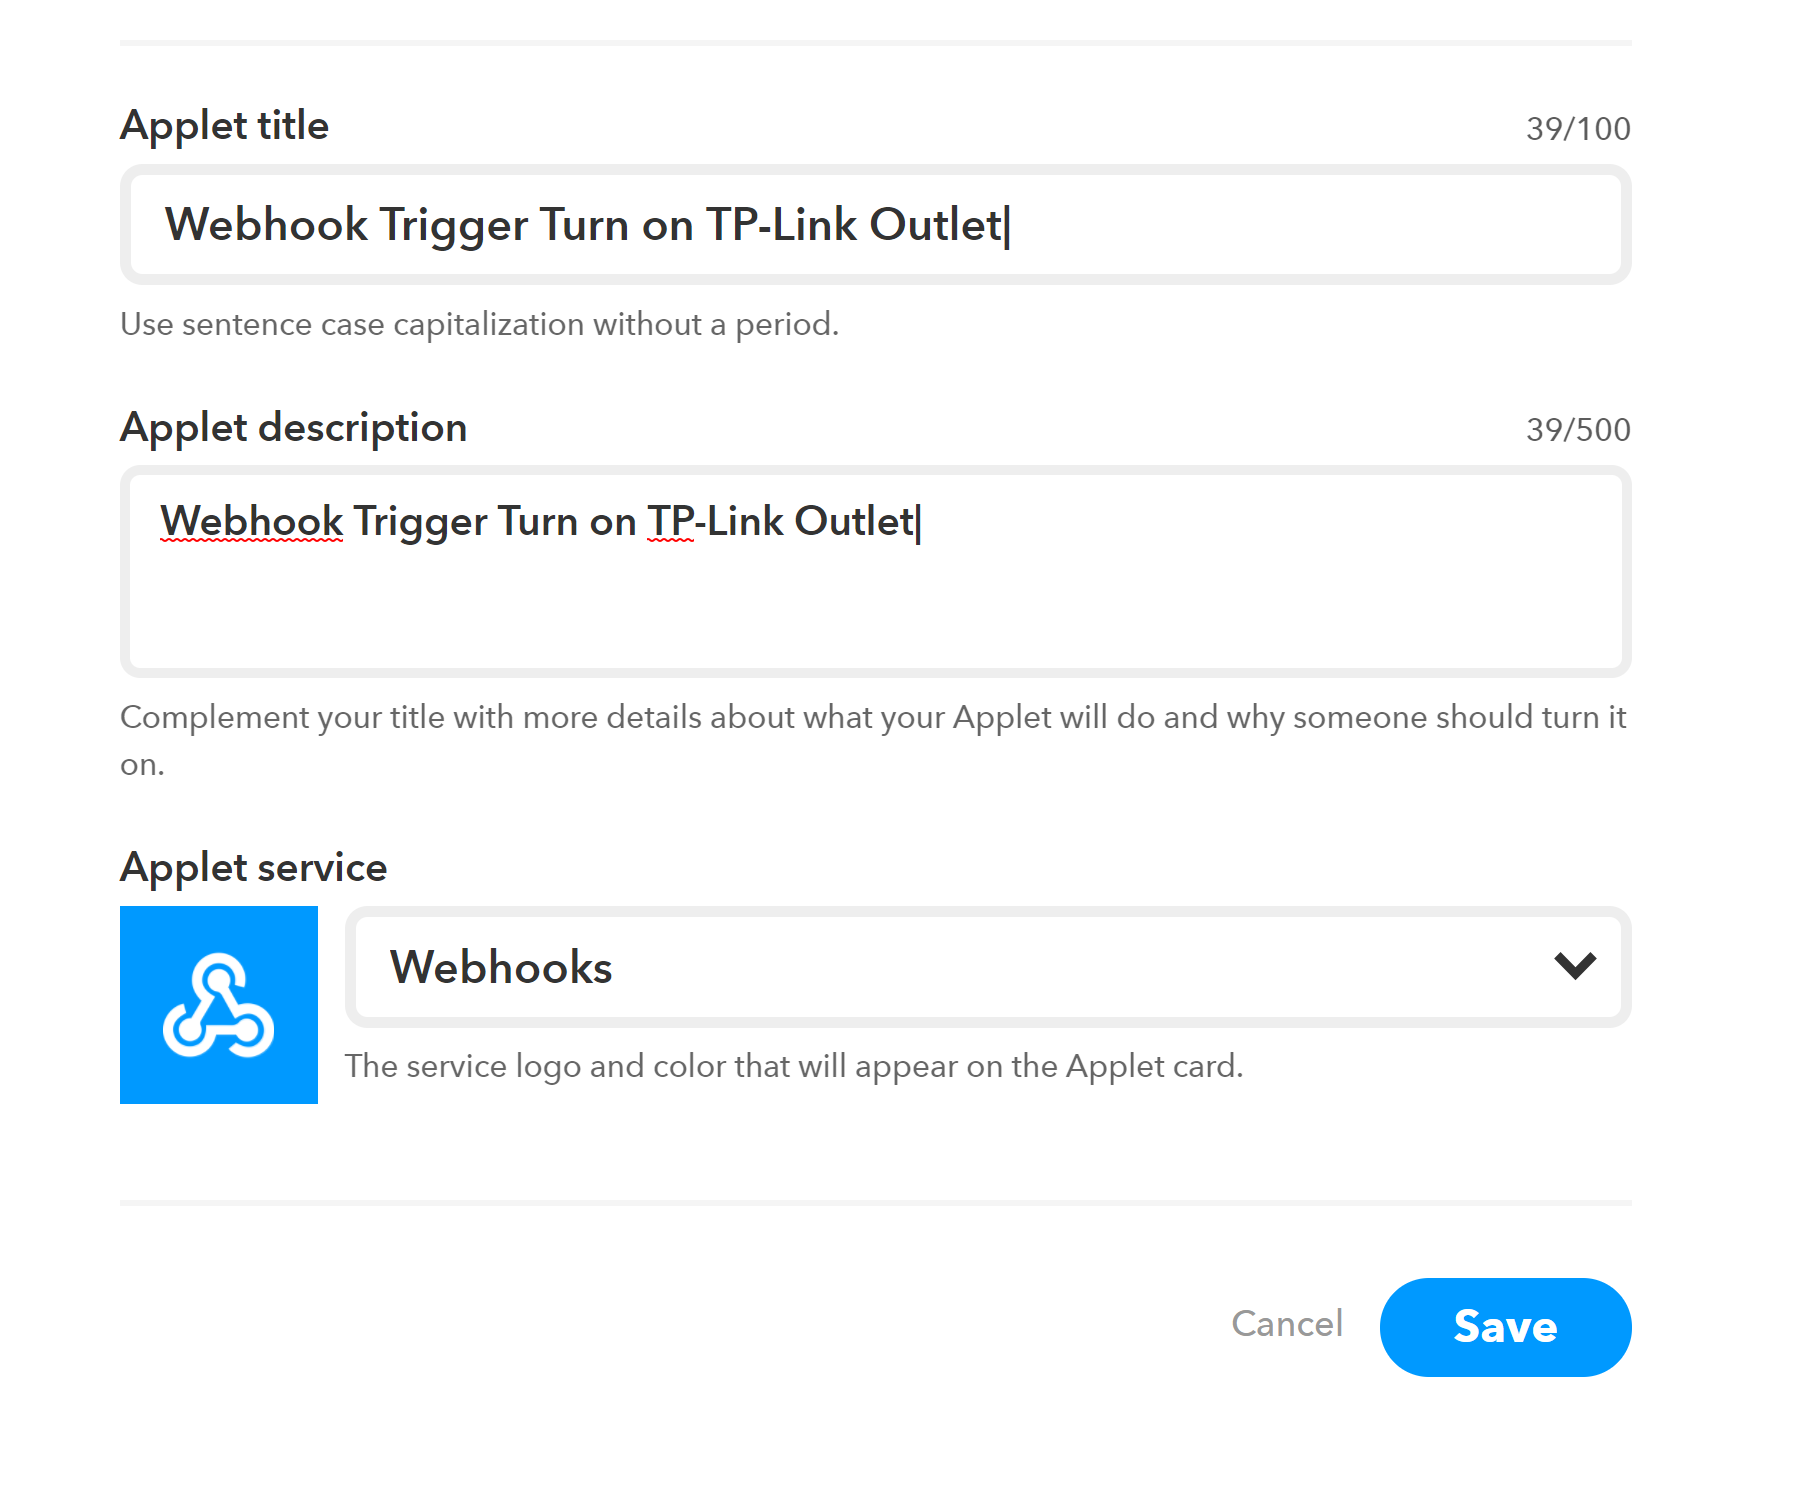 Applet title
39/100
Webhook Trigger Turn on TP-Link Outlet
Use sentence case capitalization without a period.
Applet description
39/500
Webhook Trigger Turn on TP-Link Outlet
Complement your title with more details about what your Applet will do and why someone should turn it
on.
Applet service
Webhooks
The service logo and color that will appear on the Applet card.
Cancel
Save